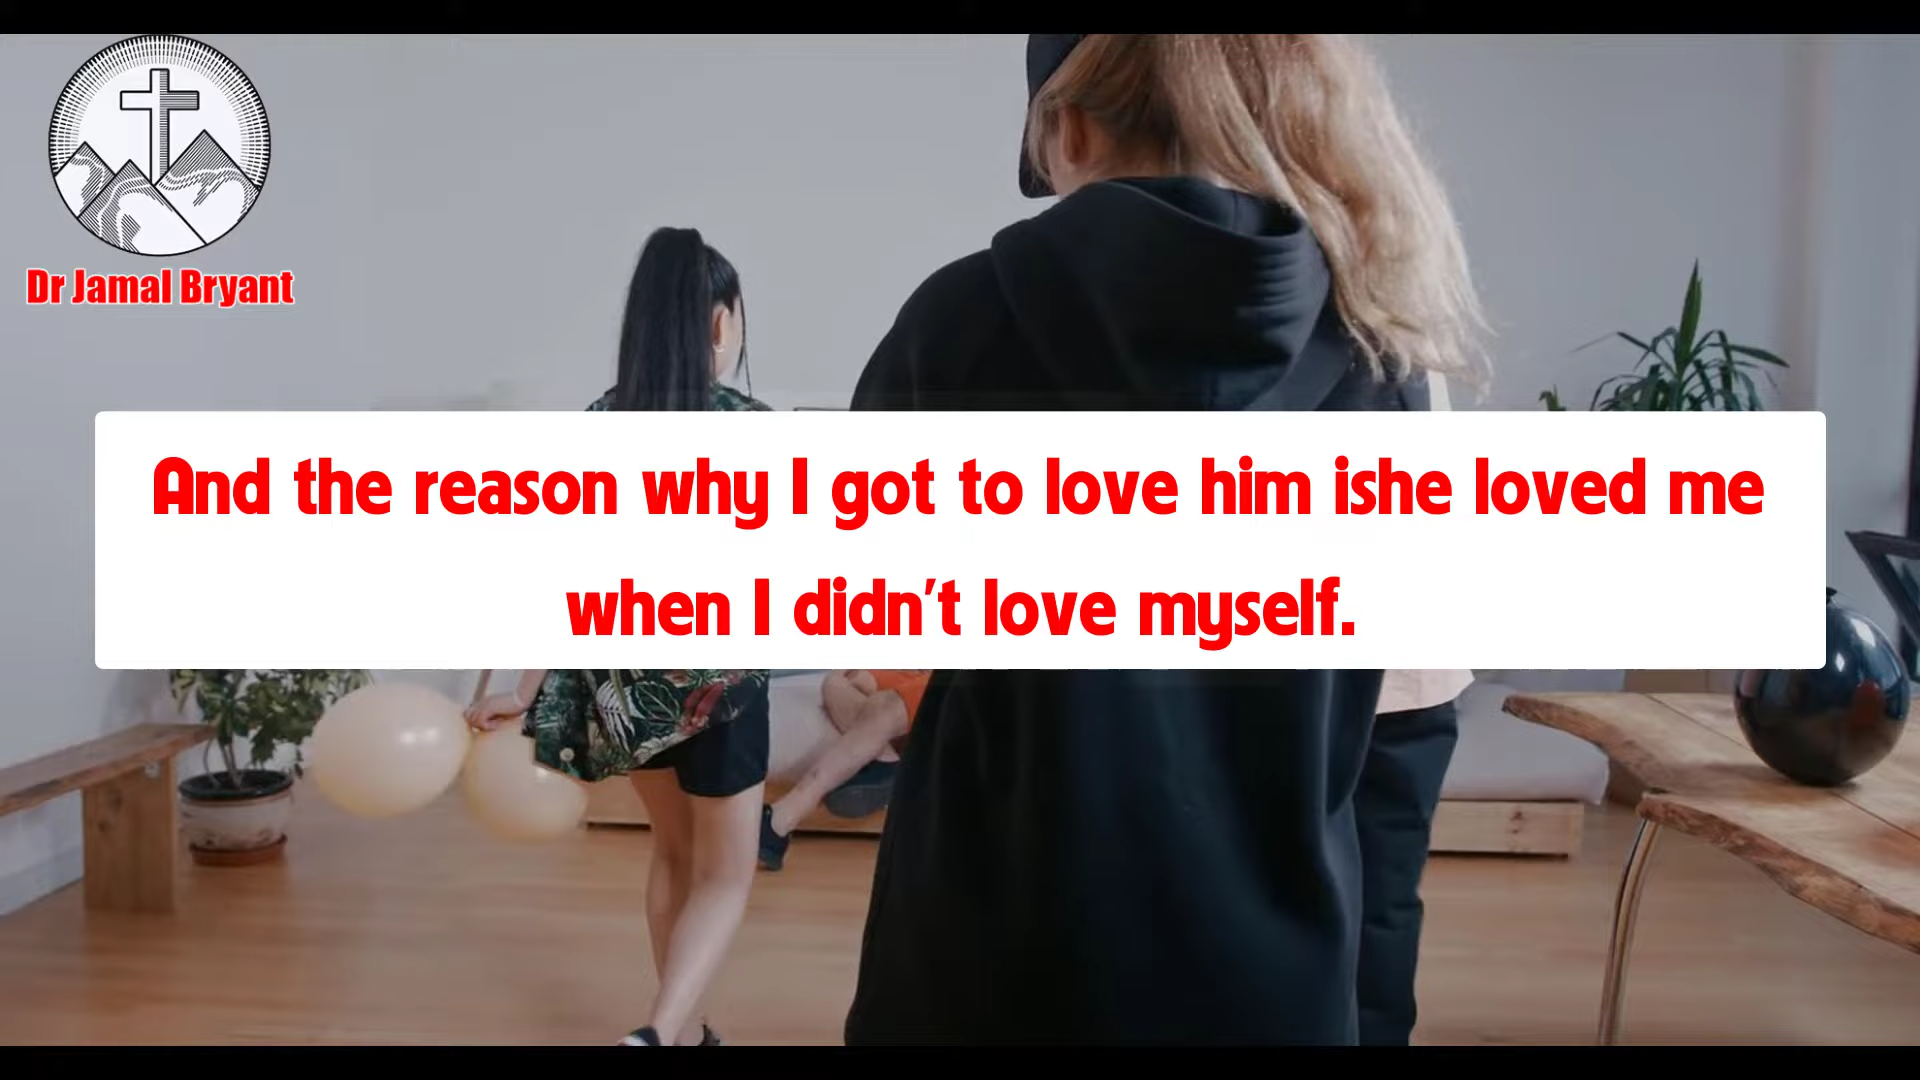 Dr Jamal Bryant
And the reason why I got to love him ishe loved me
when I didn't love myself.